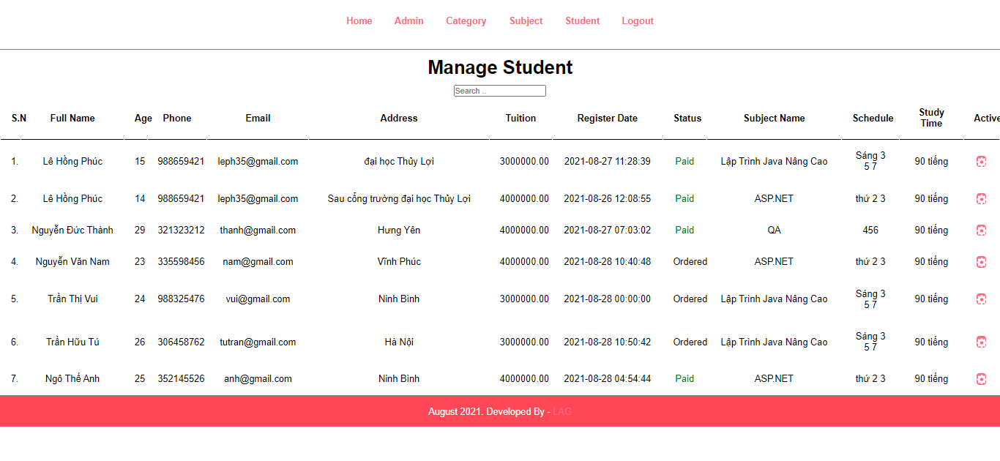 Home Admin Category Subject Student Logout
Manage Student
Search ..
S.N Full Name Age Phone Email Address Tuition Register Date Status Subject Name Schedule Study Time Active
1. Lê Hồng Phúc 15 988659421 leph35@gmail.com đại học Thủy Lợi 3000000.00 2021-08-27 11:28:39 Paid Lập Trình Java Nâng Cao Sáng 3 5 7 90 tiếng
2. Lê Hồng Phúc 14 988659421 leph35@gmail.com Sau cổng trường đại học Thủy Lợi 4000000.00 2021-08-26 12:08:55 Paid ASP.NET thứ 2 3 90 tiếng
3. Nguyễn Đức Thành 29 321323212 thanh@gmail.com Hưng Yên 4000000.00 2021-08-27 07:03:02 Paid QA 456 90 tiếng
4. Nguyễn Văn Nam 23 335598456 nam@gmail.com Vĩnh Phúc 4000000.00 2021-08-28 10:40:48 Ordered ASP.NET thứ 2 3 90 tiếng
5. Trần Thị Vui 24 988325476 vui@gmail.com Ninh Bình 3000000.00 2021-08-28 00:00:00 Ordered Lập Trình Java Nâng Cao Sáng 3 5 7 90 tiếng
6. Trần Hữu Tú 26 306458762 tutran@gmail.com Hà Nội 3000000.00 2021-08-28 10:50:42 Ordered Lập Trình Java Nâng Cao Sáng 3 5 7 90 tiếng
7. Ngô Thế Anh 25 352145526 anh@gmail.com Ninh Bình 4000000.00 2021-08-28 04:54:44 Paid ASP.NET thứ 2 3 90 tiếng
August 2021. Developed By - LAG